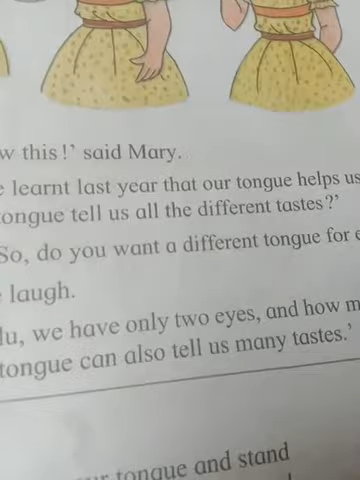 w this!' said Mary.
e learnt last year that our tongue helps us
tongue tell us all the different tastes?'
So, do you want a different tongue for e
laugh.
lu, we have only two eyes, and how m
tongue can also tell us many tastes.'
ur tongue and stand